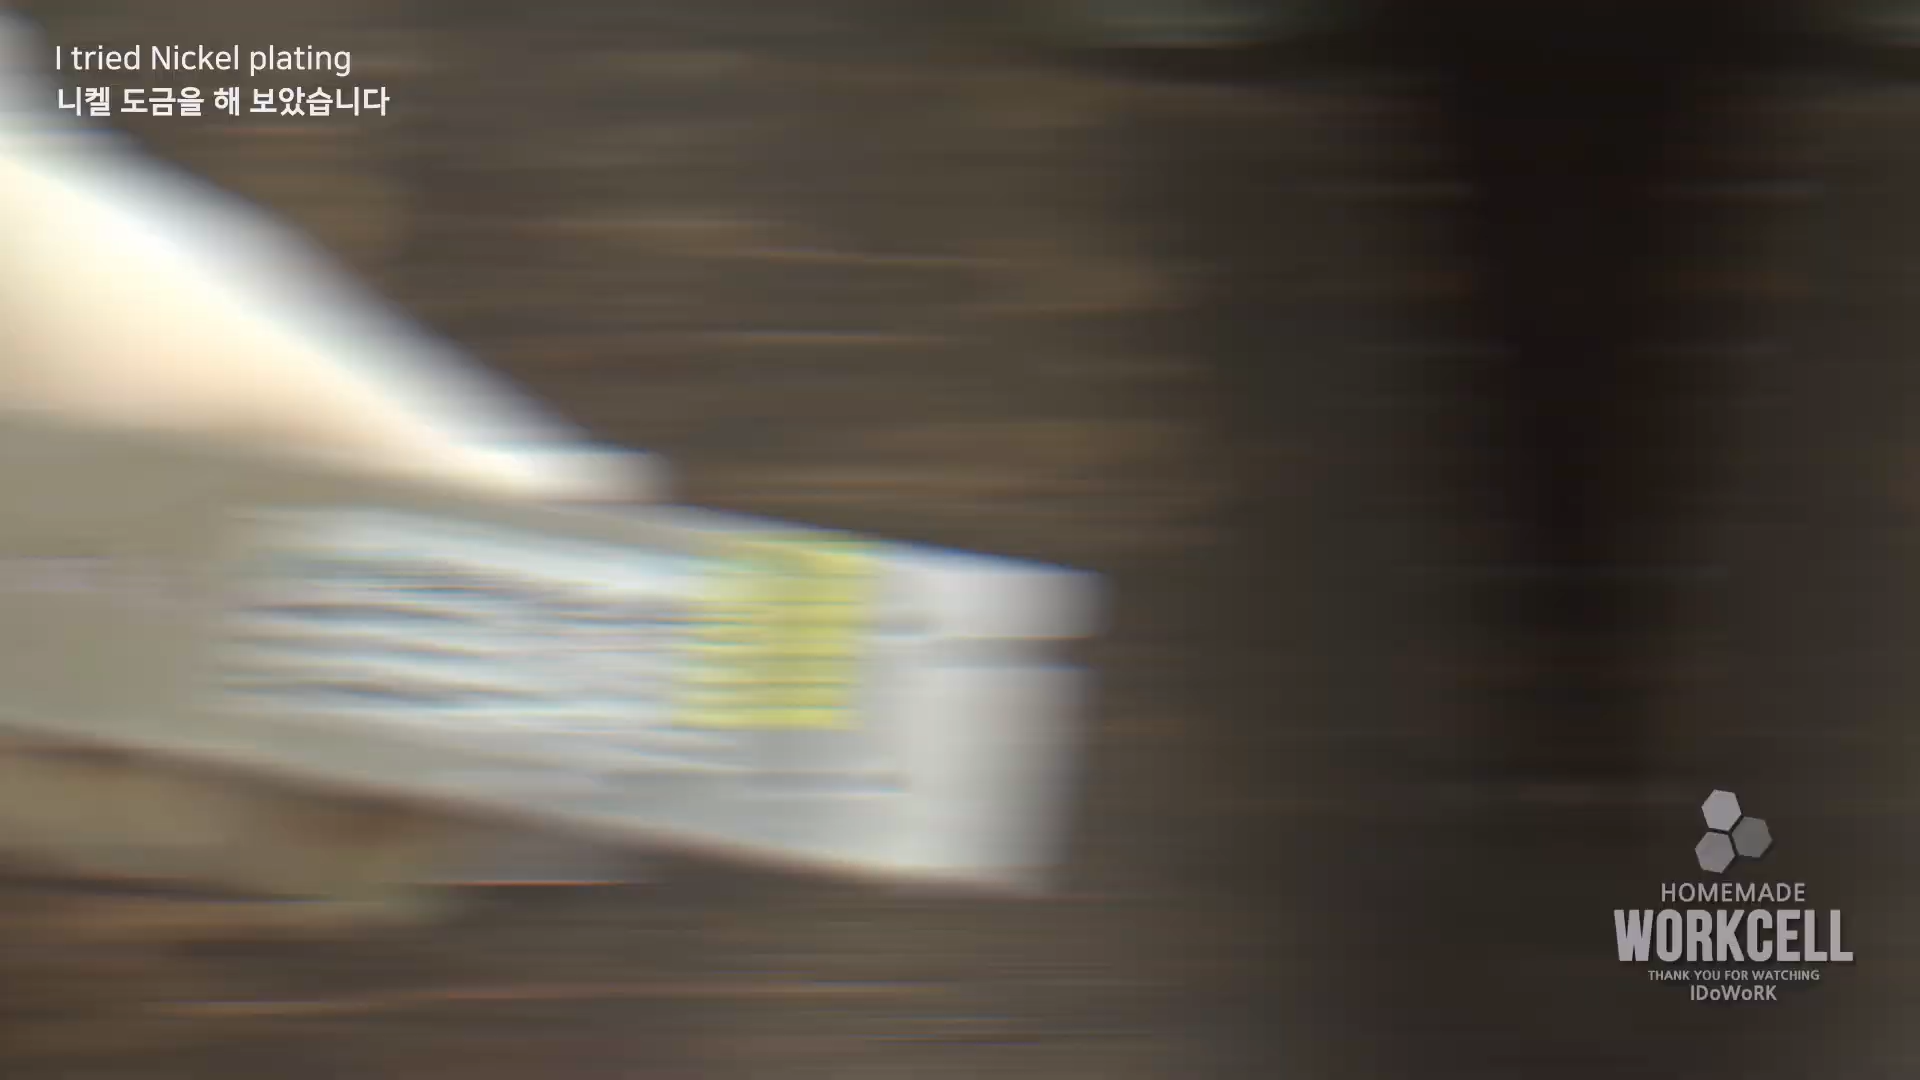 I tried Nickel plating
니켈 도금을 해 보았습니다
HOMEMADE
WORKCELL
THANK YOU FOR WATCHING
IDoWoRK